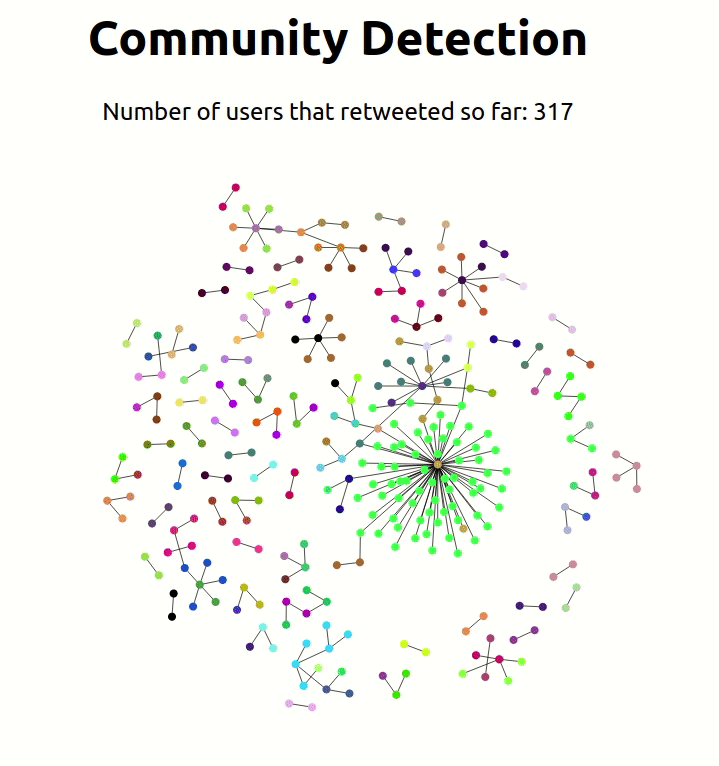 Community Detection
Number of users that retweeted so far: 317